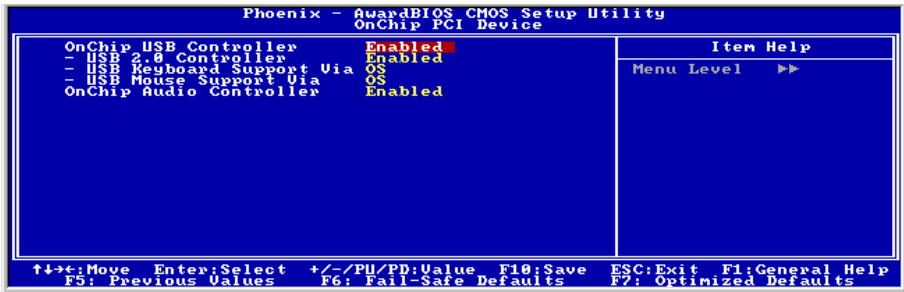 Phoenix - AwardBIOS CMOS Setup Utility
OnChip PCI Device
OnChip USB Controller Enabled
- USB 2.0 Controller Enabled
- USB Keyboard Support Via OS
- USB Mouse Support Via OS
OnChip Audio Controller Enabled
Item Help
Menu Level ►►
↑↓→←:Move Enter:Select +/-/PU/PD:Value F10:Save ESC:Exit F1:General Help
F5: Previous Values F6: Fail-Safe Defaults F7: Optimized Defaults